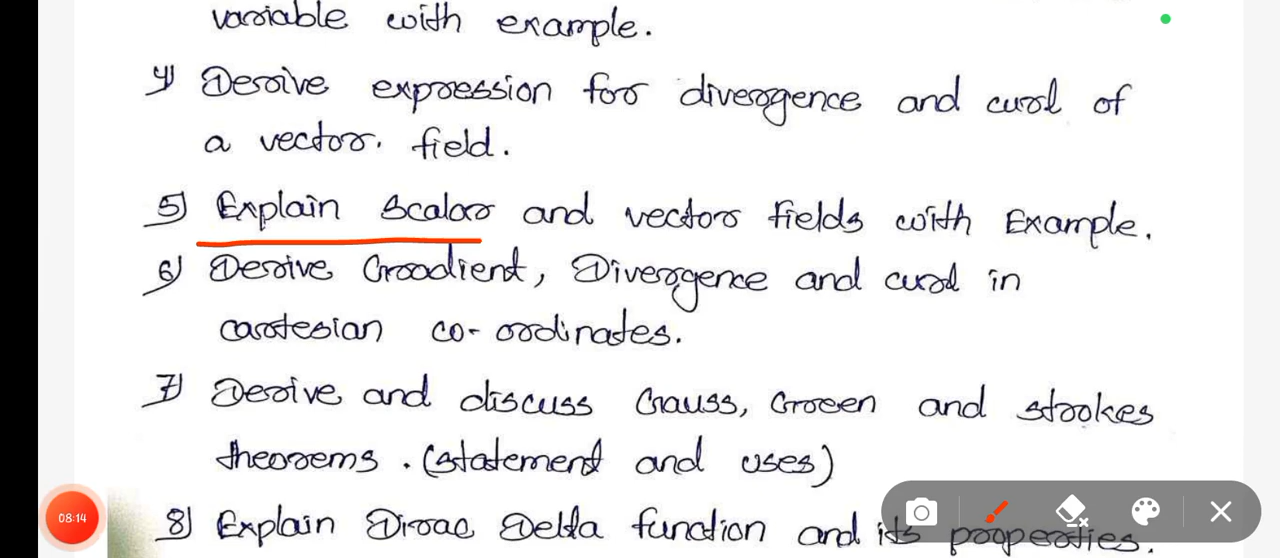 variable with example.
4) Derive expression for divergence and curl of
a vector. field.
5) Explain scalar and vector fields with Example.
6) Derive Gradient, Divergence and curl in
cartesian co-ordinates.
7) Derive and discuss Gauss, Green and strokes
theorems. (statement and uses)
8) Explain Dirac Delta function and its properties.
08:14